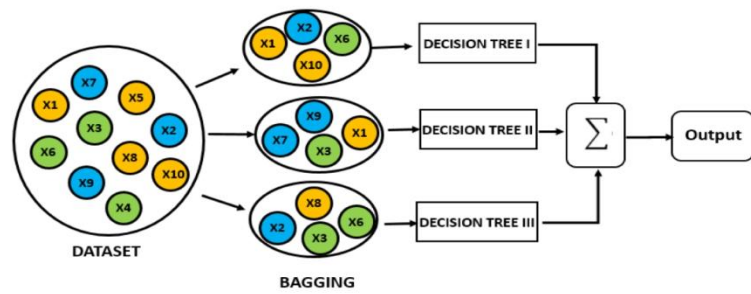 X7
X1
X5
X3
X2
X6
X8
X9
X10
X4
DATASET
X1
X2
X6
X10
X9
X7
X1
X3
X8
X2
X6
X3
BAGGING
DECISION TREE I
DECISION TREE II
DECISION TREE III
∑
Output